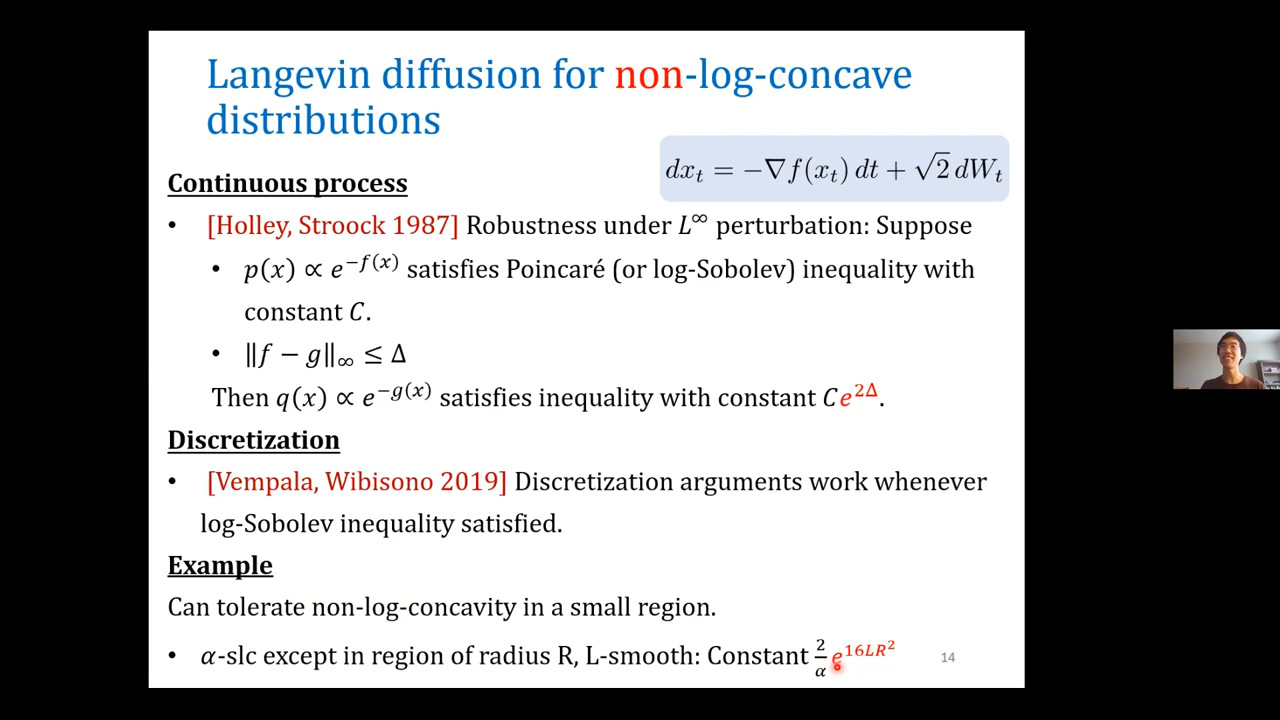 Langevin diffusion for non-log-concave
distributions
dxₜ = −∇f(xₜ) dt + √2 dWₜ
Continuous process
• [Holley, Stroock 1987] Robustness under L^∞ perturbation: Suppose
• p(x) ∝ e^{−f(x)} satisfies Poincaré (or log-Sobolev) inequality with
constant C.
• ‖f − g‖_∞ ≤ Δ
Then q(x) ∝ e^{−g(x)} satisfies inequality with constant Ce^{2Δ}.
Discretization
• [Vempala, Wibisono 2019] Discretization arguments work whenever
log-Sobolev inequality satisfied.
Example
Can tolerate non-log-concavity in a small region.
• α-slc except in region of radius R, L-smooth: Constant 2/α e^{16LR²}
14